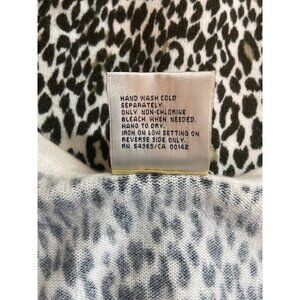 HAND WASH COLD
SEPARATELY.
ONLY NON-CHLORINE
BLEACH WHEN NEEDED.
HANG TO DRY.
IRON ON LOW SETTING ON
REVERSE SIDE ONLY.
RN 54365/CA 00142